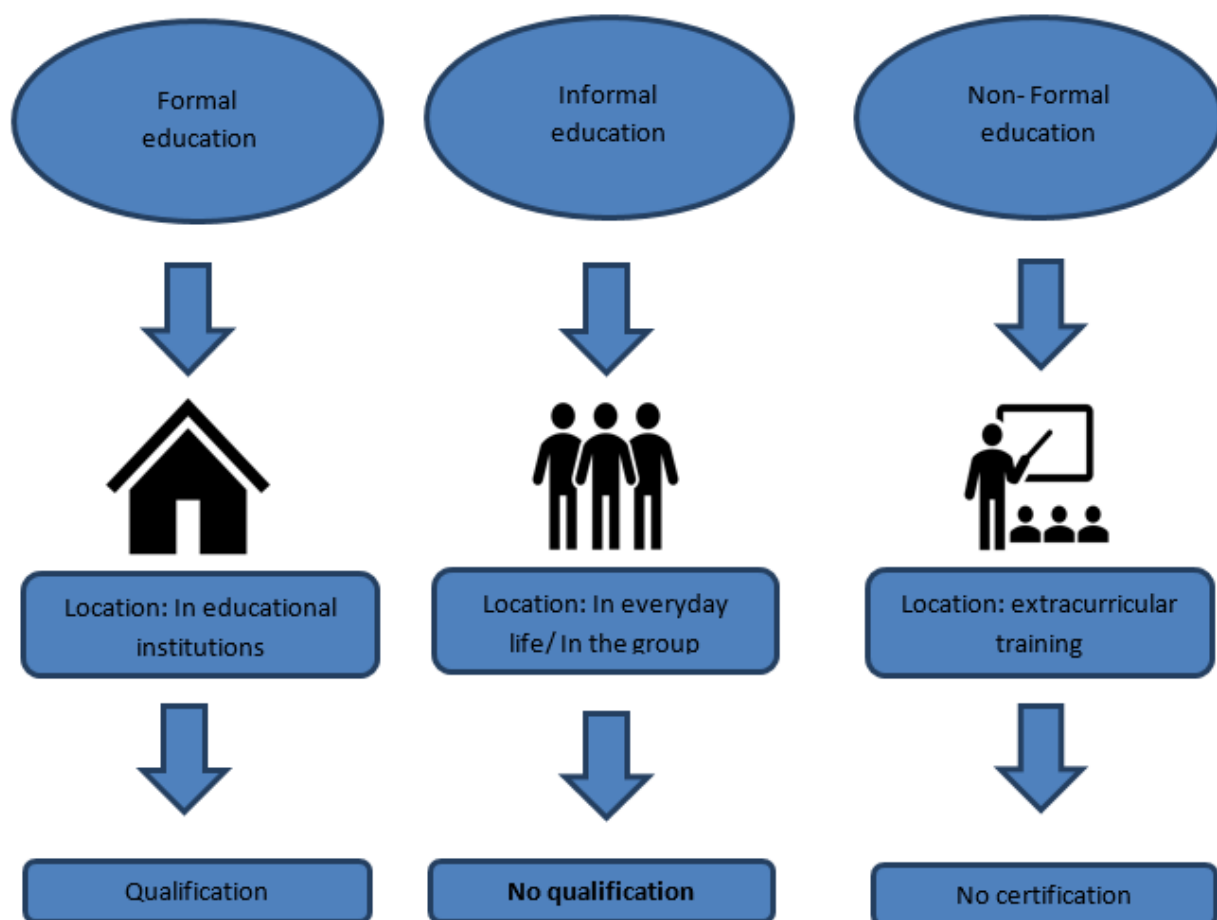 Formal
education
Informal
education
Non- Formal
education
Location: In educational
institutions
Location: In everyday
life/ In the group
Location: extracurricular
training
Qualification
No qualification
No certification